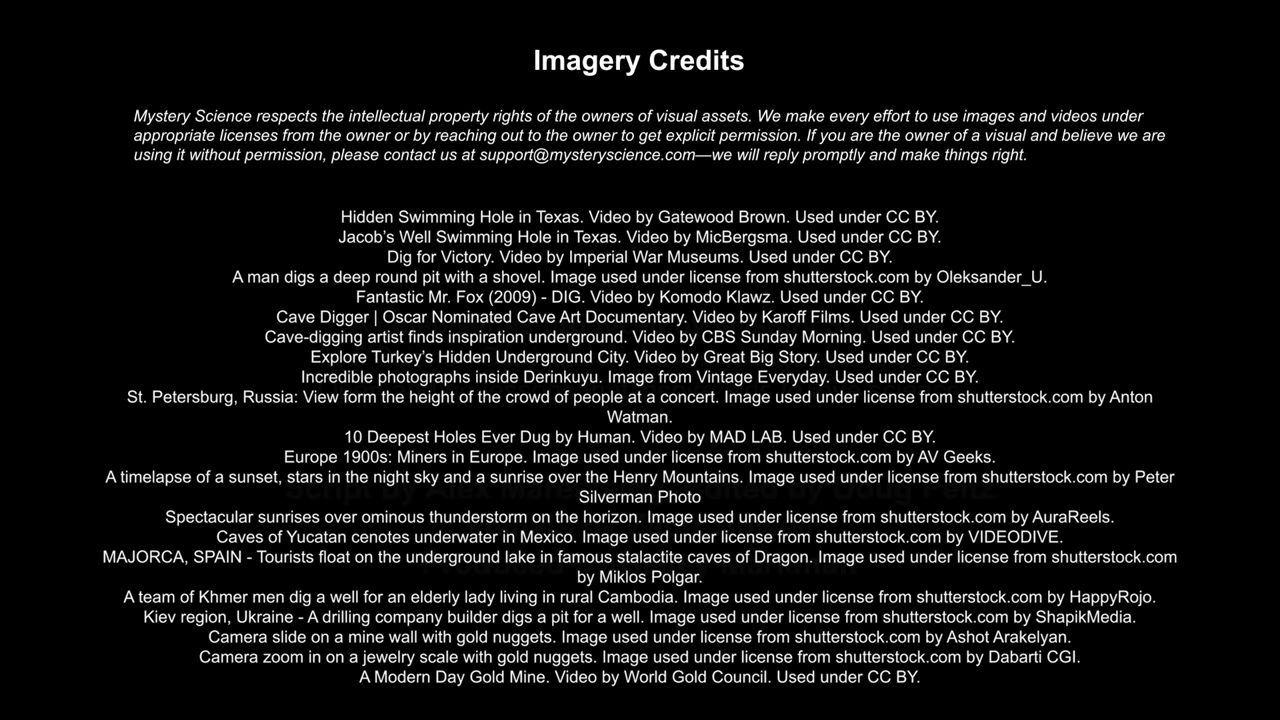 Imagery Credits
Mystery Science respects the intellectual property rights of the owners of visual assets. We make every effort to use images and videos under
appropriate licenses from the owner or by reaching out to the owner to get explicit permission. If you are the owner of a visual and believe we are
using it without permission, please contact us at support@mysteryscience.com—we will reply promptly and make things right.
Hidden Swimming Hole in Texas. Video by Gatewood Brown. Used under CC BY.
Jacob’s Well Swimming Hole in Texas. Video by MicBergsma. Used under CC BY.
Dig for Victory. Video by Imperial War Museums. Used under CC BY.
A man digs a deep round pit with a shovel. Image used under license from shutterstock.com by Oleksander_U.
Fantastic Mr. Fox (2009) - DIG. Video by Komodo Klawz. Used under CC BY.
Cave Digger | Oscar Nominated Cave Art Documentary. Video by Karoff Films. Used under CC BY.
Cave-digging artist finds inspiration underground. Video by CBS Sunday Morning. Used under CC BY.
Explore Turkey’s Hidden Underground City. Video by Great Big Story. Used under CC BY.
Incredible photographs inside Derinkuyu. Image from Vintage Everyday. Used under CC BY.
St. Petersburg, Russia: View form the height of the crowd of people at a concert. Image used under license from shutterstock.com by Anton
Watman.
10 Deepest Holes Ever Dug by Human. Video by MAD LAB. Used under CC BY.
Europe 1900s: Miners in Europe. Image used under license from shutterstock.com by AV Geeks.
A timelapse of a sunset, stars in the night sky and a sunrise over the Henry Mountains. Image used under license from shutterstock.com by Peter
Silverman Photo
Spectacular sunrises over ominous thunderstorm on the horizon. Image used under license from shutterstock.com by AuraReels.
Caves of Yucatan cenotes underwater in Mexico. Image used under license from shutterstock.com by VIDEODIVE.
MAJORCA, SPAIN - Tourists float on the underground lake in famous stalactite caves of Dragon. Image used under license from shutterstock.com
by Miklos Polgar.
A team of Khmer men dig a well for an elderly lady living in rural Cambodia. Image used under license from shutterstock.com by HappyRojo.
Kiev region, Ukraine - A drilling company builder digs a pit for a well. Image used under license from shutterstock.com by ShapikMedia.
Camera slide on a mine wall with gold nuggets. Image used under license from shutterstock.com by Ashot Arakelyan.
Camera zoom in on a jewelry scale with gold nuggets. Image used under license from shutterstock.com by Dabarti CGI.
A Modern Day Gold Mine. Video by World Gold Council. Used under CC BY.